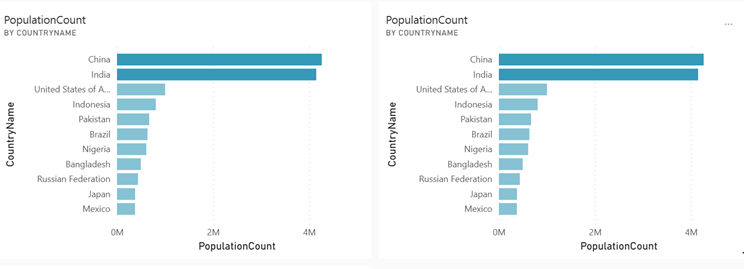 PopulationCount
BY COUNTRYNAME
CountryName
China
India
United States of A...
Indonesia
Pakistan
Brazil
Nigeria
Bangladesh
Russian Federation
Japan
Mexico
0M 2M 4M
PopulationCount
PopulationCount
...
BY COUNTRYNAME
CountryName
China
India
United States of A...
Indonesia
Pakistan
Brazil
Nigeria
Bangladesh
Russian Federation
Japan
Mexico
0M 2M 4M
PopulationCount